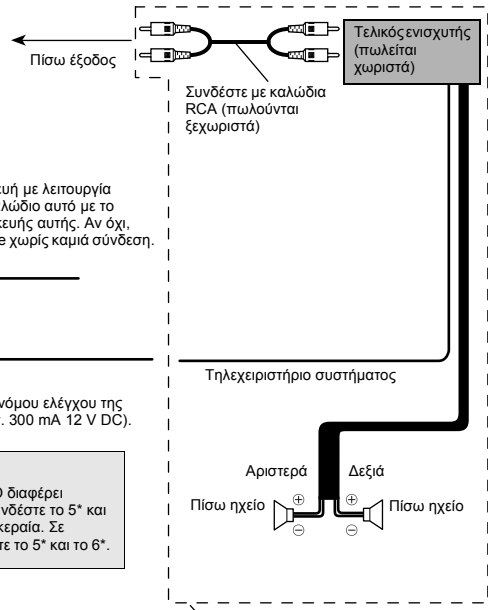 Πίσω έξοδος
Τελικός ενισχυτής
(πωλείται
χωριστά)
Συνδέστε με καλώδια
RCA (πωλούνται
ξεχωριστά)
ευή με λειτουργία
αλώδιο αυτό με το
κευής αυτής. Αν όχι,
e χωρίς καμιά σύνδεση.
Τηλεχειριστήριο συστήματος
νόμου ελέγχου της
. 300 mA 12 V DC).
Αριστερά
Δεξιά
Πίσω ηχείο
⊕
⊖
⊕
⊖
Πίσω ηχείο
διαφέρει
νδέστε το 5* και
κεραία. Σε
τε το 5* και το 6*.